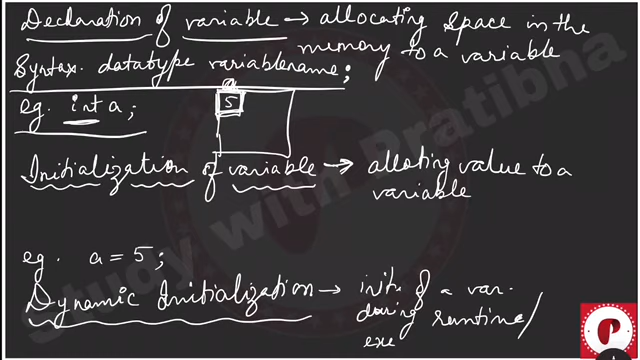 Declaration of variable → allocating space in the
memory to a variable
Syntax. datatype variablename;
a
eg. int a;
5
Initialization of variable → alloting value to a
variable
eg. a = 5;
Dynamic Initialization → initi. of a var.
during runtime/
exe
Study with Pratibha
P